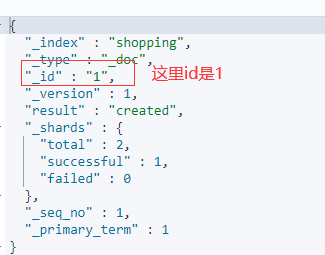 {
"_index" : "shopping",
"_type" : "_doc",
"_id" : "1", 这里id是1
"_version" : 1,
"result" : "created",
"_shards" : {
"total" : 2,
"successful" : 1,
"failed" : 0
},
"_seq_no" : 1,
"_primary_term" : 1
}